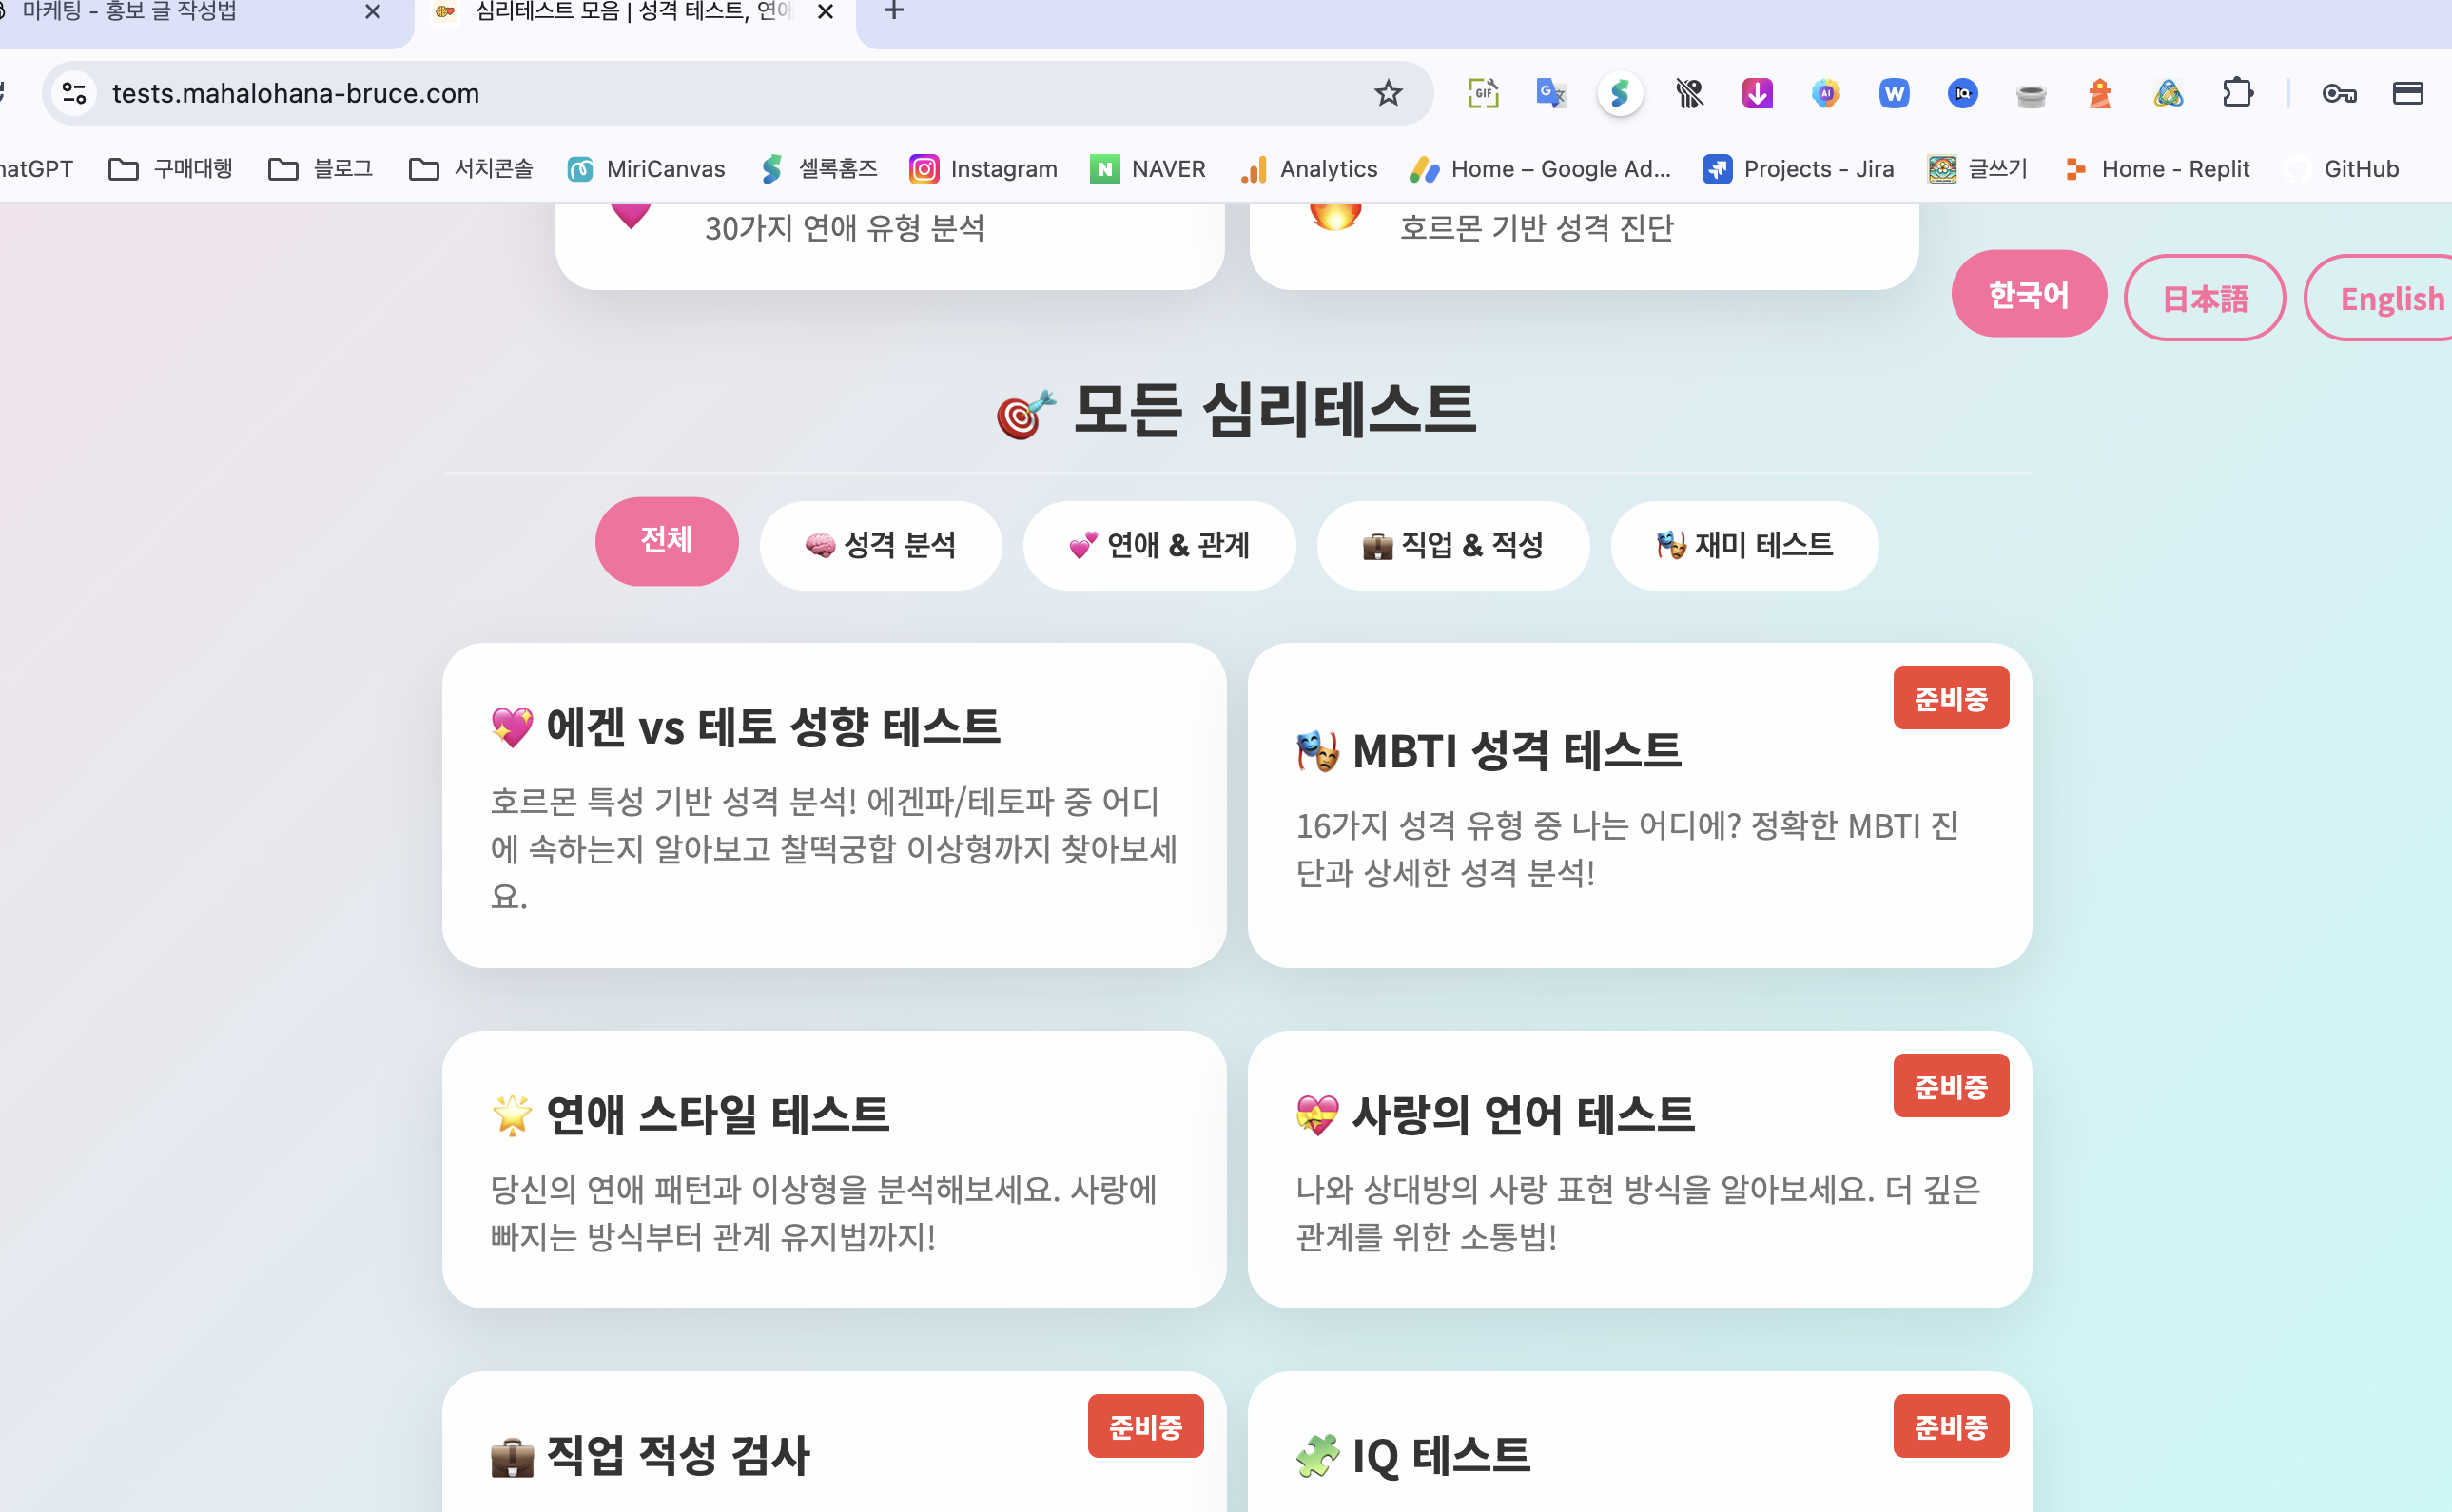 마케팅 - 홍보 글 작성법
심리테스트 모음 | 성격 테스트, 연애
tests.mahalohana-bruce.com
hatGPT
구매대행
블로그
서치콘솔
MiriCanvas
셀록홈즈
Instagram
NAVER
Analytics
Home – Google Ad...
Projects - Jira
글쓰기
Home - Replit
GitHub
30가지 연애 유형 분석
호르몬 기반 성격 진단
한국어
日本語
English
모든 심리테스트
전체
성격 분석
연애 & 관계
직업 & 적성
재미 테스트
에겐 vs 테토 성향 테스트
호르몬 특성 기반 성격 분석! 에겐파/테토파 중 어디
에 속하는지 알아보고 찰떡궁합 이상형까지 찾아보세
요.
준비중
MBTI 성격 테스트
16가지 성격 유형 중 나는 어디에? 정확한 MBTI 진
단과 상세한 성격 분석!
연애 스타일 테스트
당신의 연애 패턴과 이상형을 분석해보세요. 사랑에
빠지는 방식부터 관계 유지법까지!
준비중
사랑의 언어 테스트
나와 상대방의 사랑 표현 방식을 알아보세요. 더 깊은
관계를 위한 소통법!
준비중
직업 적성 검사
준비중
IQ 테스트